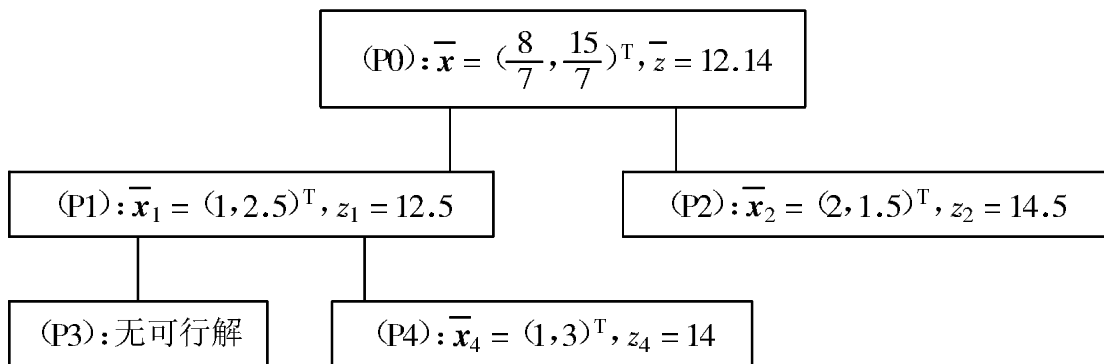 (P0): x̄ = (8/7, 15/7)ᵀ, z̄ = 12.14
(P1): x̄₁ = (1,2.5)ᵀ, z₁ = 12.5
(P2): x̄₂ = (2,1.5)ᵀ, z₂ = 14.5
(P3): 无可行解
(P4): x̄₄ = (1,3)ᵀ, z₄ = 14